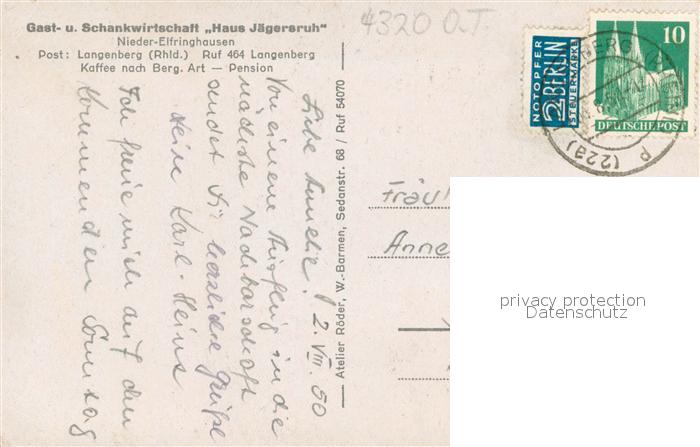 Gast- u. Schankwirtschaft „Haus Jägersruh"
Nieder-Elfringhausen
Post: Langenberg (Rhld.) Ruf 464 Langenberg
Kaffee nach Berg. Art — Pension
4320 O.T
NOTOPFER
2 BERLIN
STEUERMARKE
10
DEUTSCHE POST
(22a)
Liebe
2. VIII. 50
Von einem Ausflug in die
nächste Nachbarschaft
sendet Dir herzliche Grüße
Dein Karl-Heinz
Ich freue mich auf den
kommenden Sonntag
Atelier Röder, W.-Barmen, Sedanstr. 68 / Ruf 54070
Fräul
Anne
privacy protection
Datenschutz